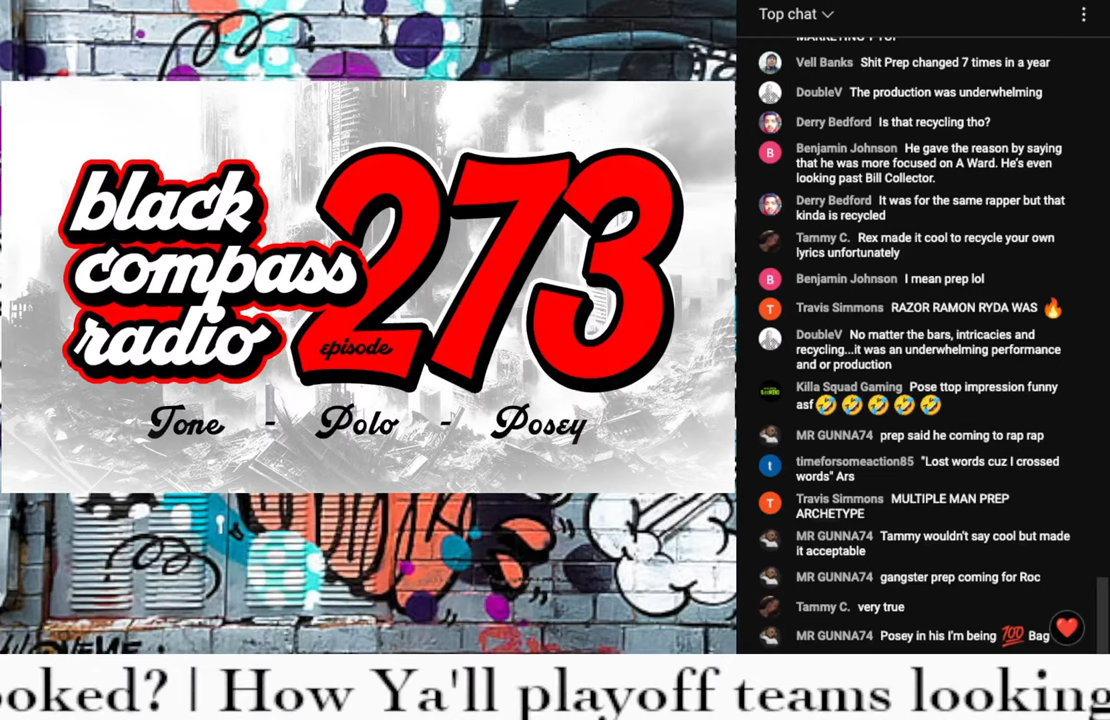 Top chat
Vell Banks Shit Prep changed 7 times in a year
DoubleV The production was underwhelming
Derry Bedford Is that recycling tho?
Benjamin Johnson He gave the reason by saying
that he was more focused on A Ward. He's even
looking past Bill Collector.
Derry Bedford It was for the same rapper but that
kinda is recycled
Tammy C. Rex made it cool to recycle your own
lyrics unfortunately
Benjamin Johnson I mean prep lol
Travis Simmons RAZOR RAMON RYDA WAS 🔥
DoubleV No matter the bars, intricacies and
recycling...it was an underwhelming performance
and or production
Killa Squad Gaming Pose ttop impression funny
asf🤣🤣🤣🤣🤣
MR GUNNA74 prep said he coming to rap rap
timeforsomeaction85 "Lost words cuz I crossed
words" Ars
Travis Simmons MULTIPLE MAN PREP
ARCHETYPE
MR GUNNA74 Tammy wouldn't say cool but made
it acceptable
MR GUNNA74 gangster prep coming for Roc
Tammy C. very true
MR GUNNA74 Posey in his I'm being 💯 Bag
black
compass
radio
episode
273
Tone - Polo - Posey
ooked? | How Ya'll playoff teams looking